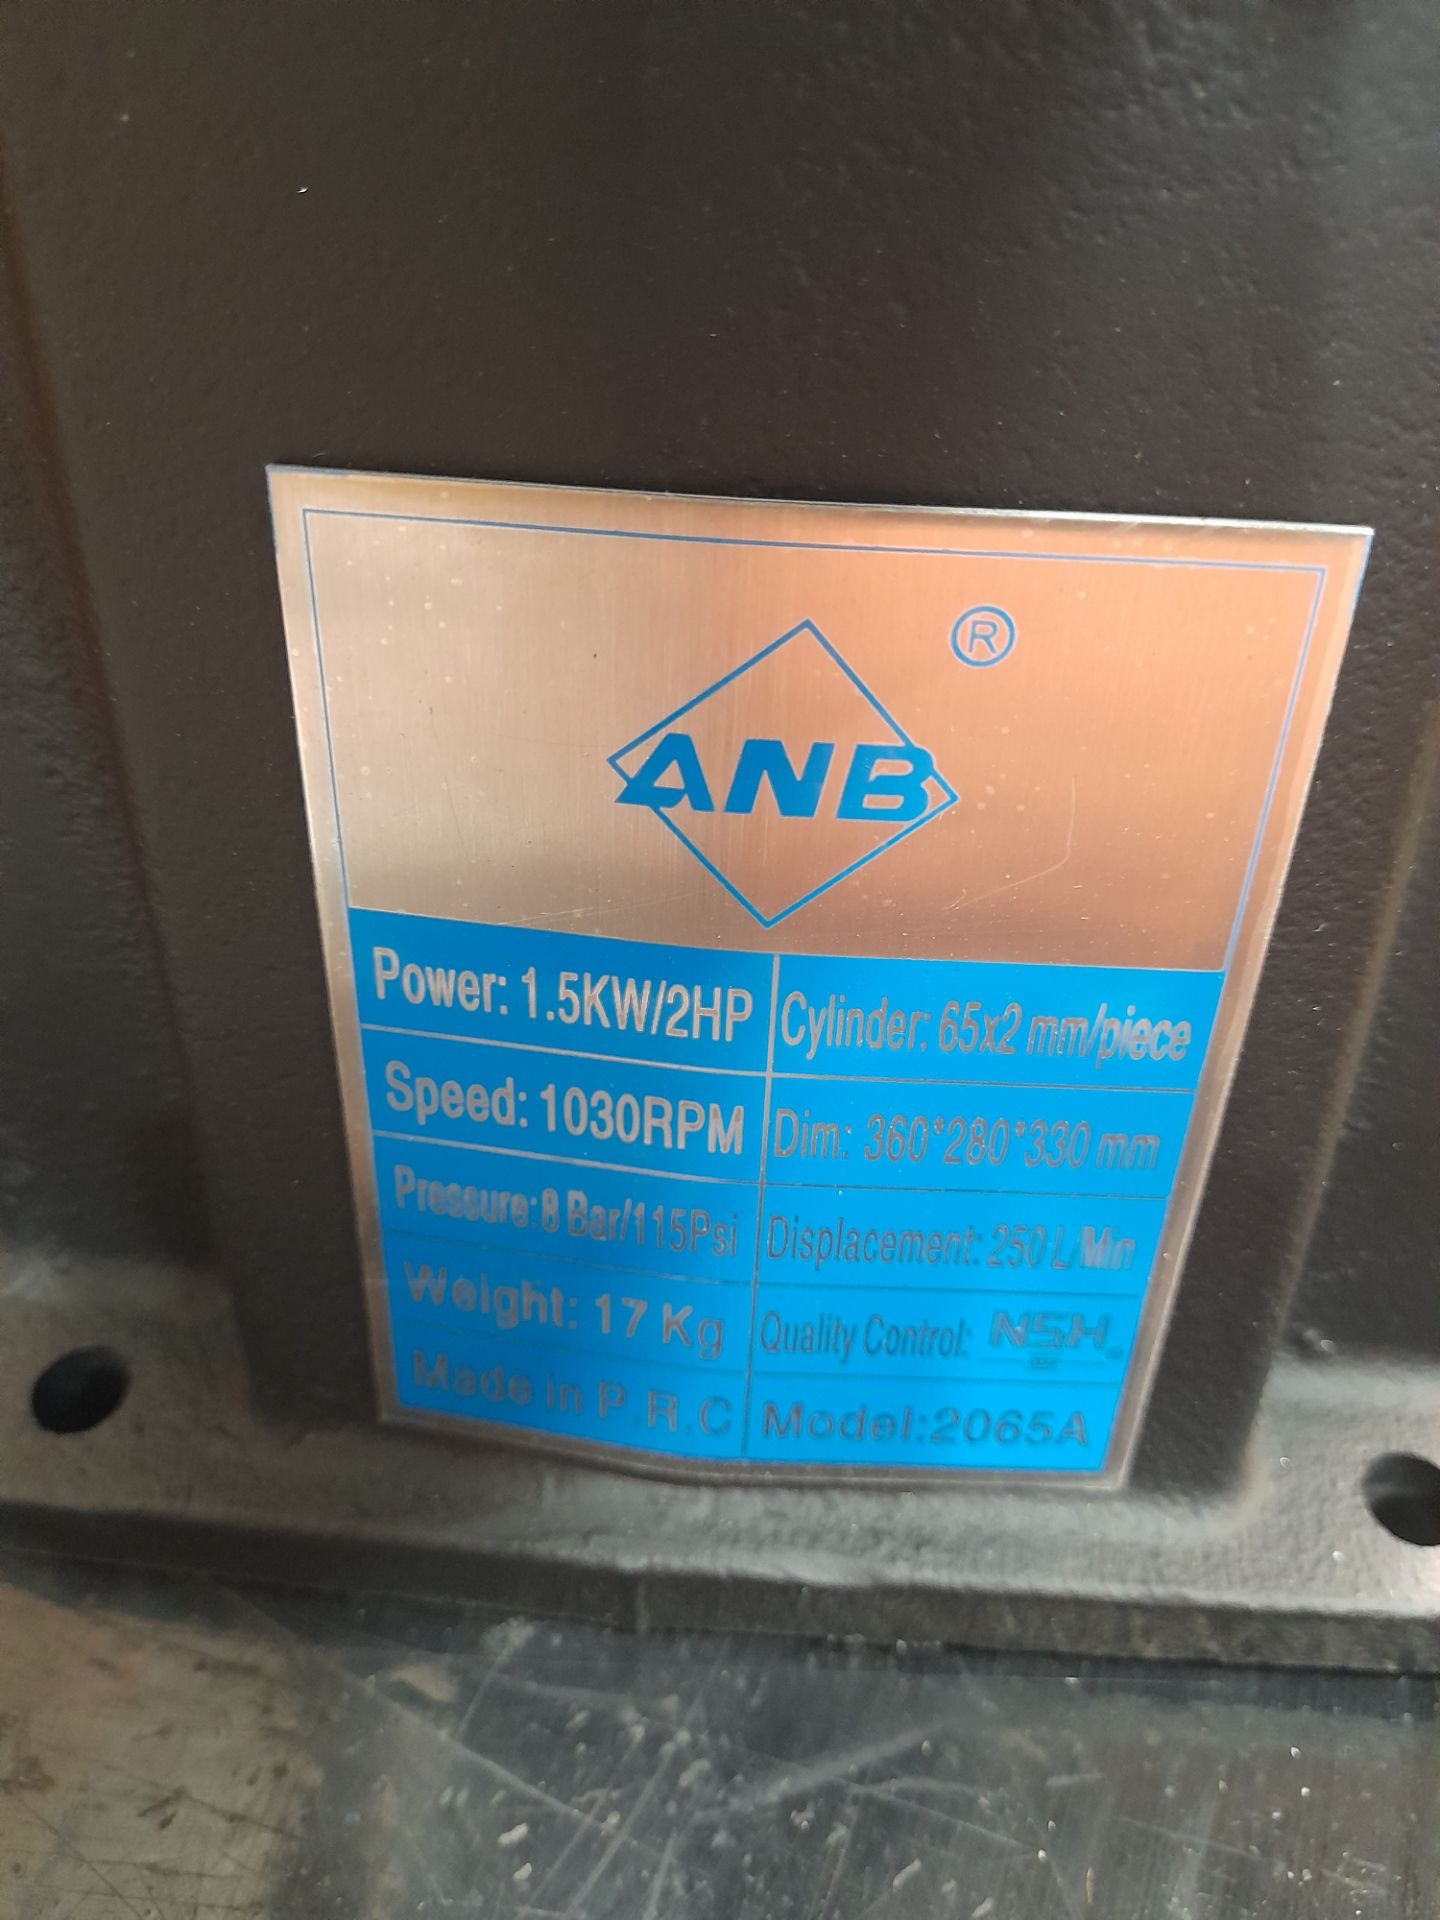 ®
ANB
Power: 1.5KW/2HP
Cylinder: 65x2 mm/piece
Speed: 1030RPM
Dim: 360*280*330 mm
Pressure:8 Bar/115Psi
Displacement: 250 L/Min
Weight: 17 Kg
Quality Control: NSH
Made in P.R.C
Model:2065A